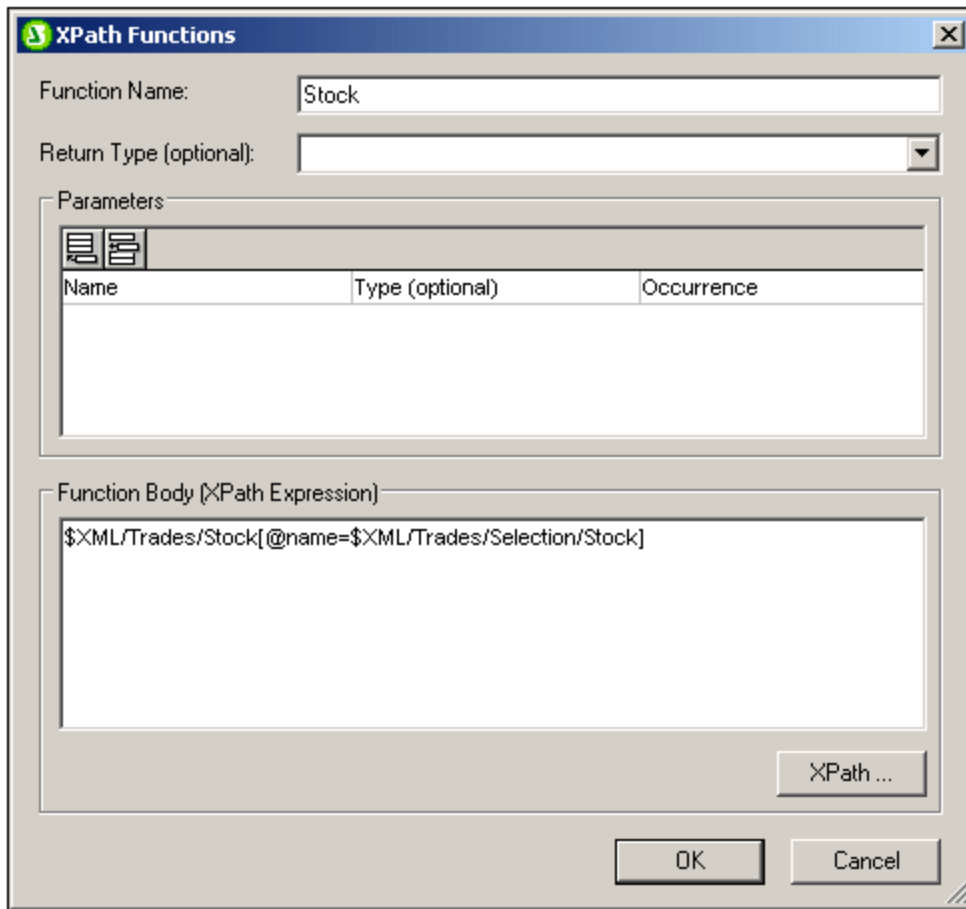 XPath Functions
Function Name:
Stock
Return Type (optional):
Parameters
Name Type (optional) Occurrence
Function Body (XPath Expression)
$XML/Trades/Stock[@name=$XML/Trades/Selection/Stock]
XPath ...
OK Cancel